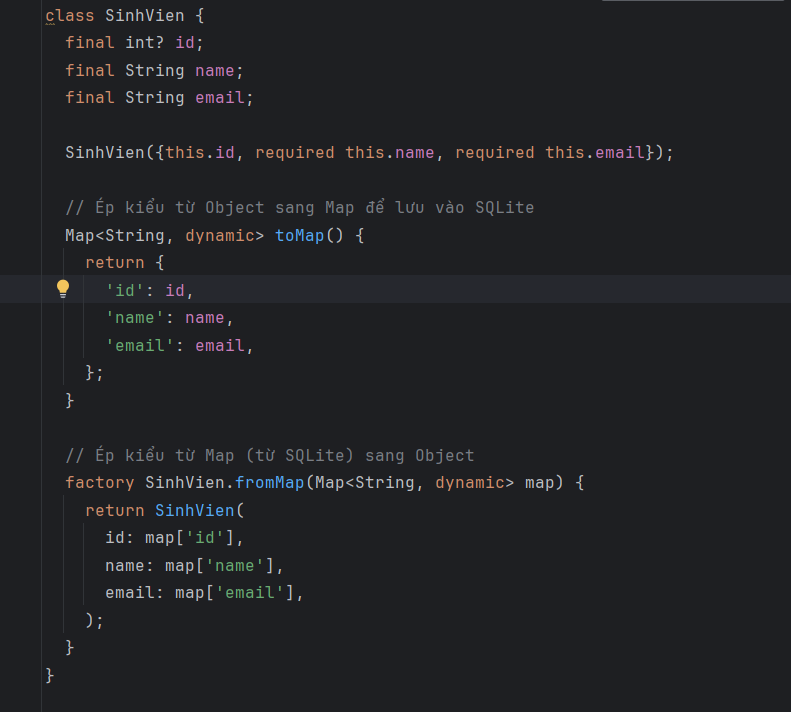 class SinhVien {
final int? id;
final String name;
final String email;
SinhVien({this.id, required this.name, required this.email});
// Ép kiểu từ Object sang Map để lưu vào SQLite
Map<String, dynamic> toMap() {
return {
'id': id,
'name': name,
'email': email,
};
}
// Ép kiểu từ Map (từ SQLite) sang Object
factory SinhVien.fromMap(Map<String, dynamic> map) {
return SinhVien(
id: map['id'],
name: map['name'],
email: map['email'],
);
}
}